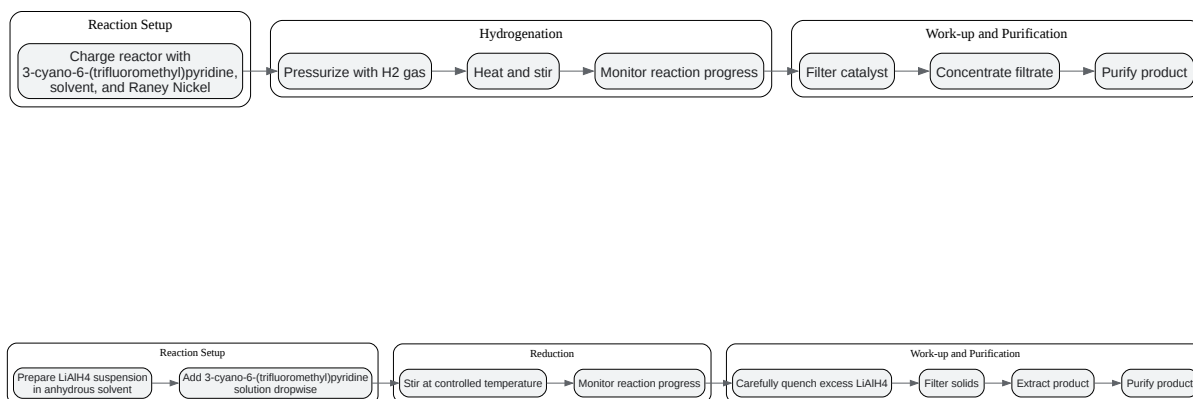 Reaction Setup
Charge reactor with
3-cyano-6-(trifluoromethyl)pyridine,
solvent, and Raney Nickel
Hydrogenation
Pressurize with H2 gas
Heat and stir
Monitor reaction progress
Work-up and Purification
Filter catalyst
Concentrate filtrate
Purify product
Reaction Setup
Prepare LiAlH4 suspension
in anhydrous solvent
Add 3-cyano-6-(trifluoromethyl)pyridine
solution dropwise
Reduction
Stir at controlled temperature
Monitor reaction progress
Work-up and Purification
Carefully quench excess LiAlH4
Filter solids
Extract product
Purify product